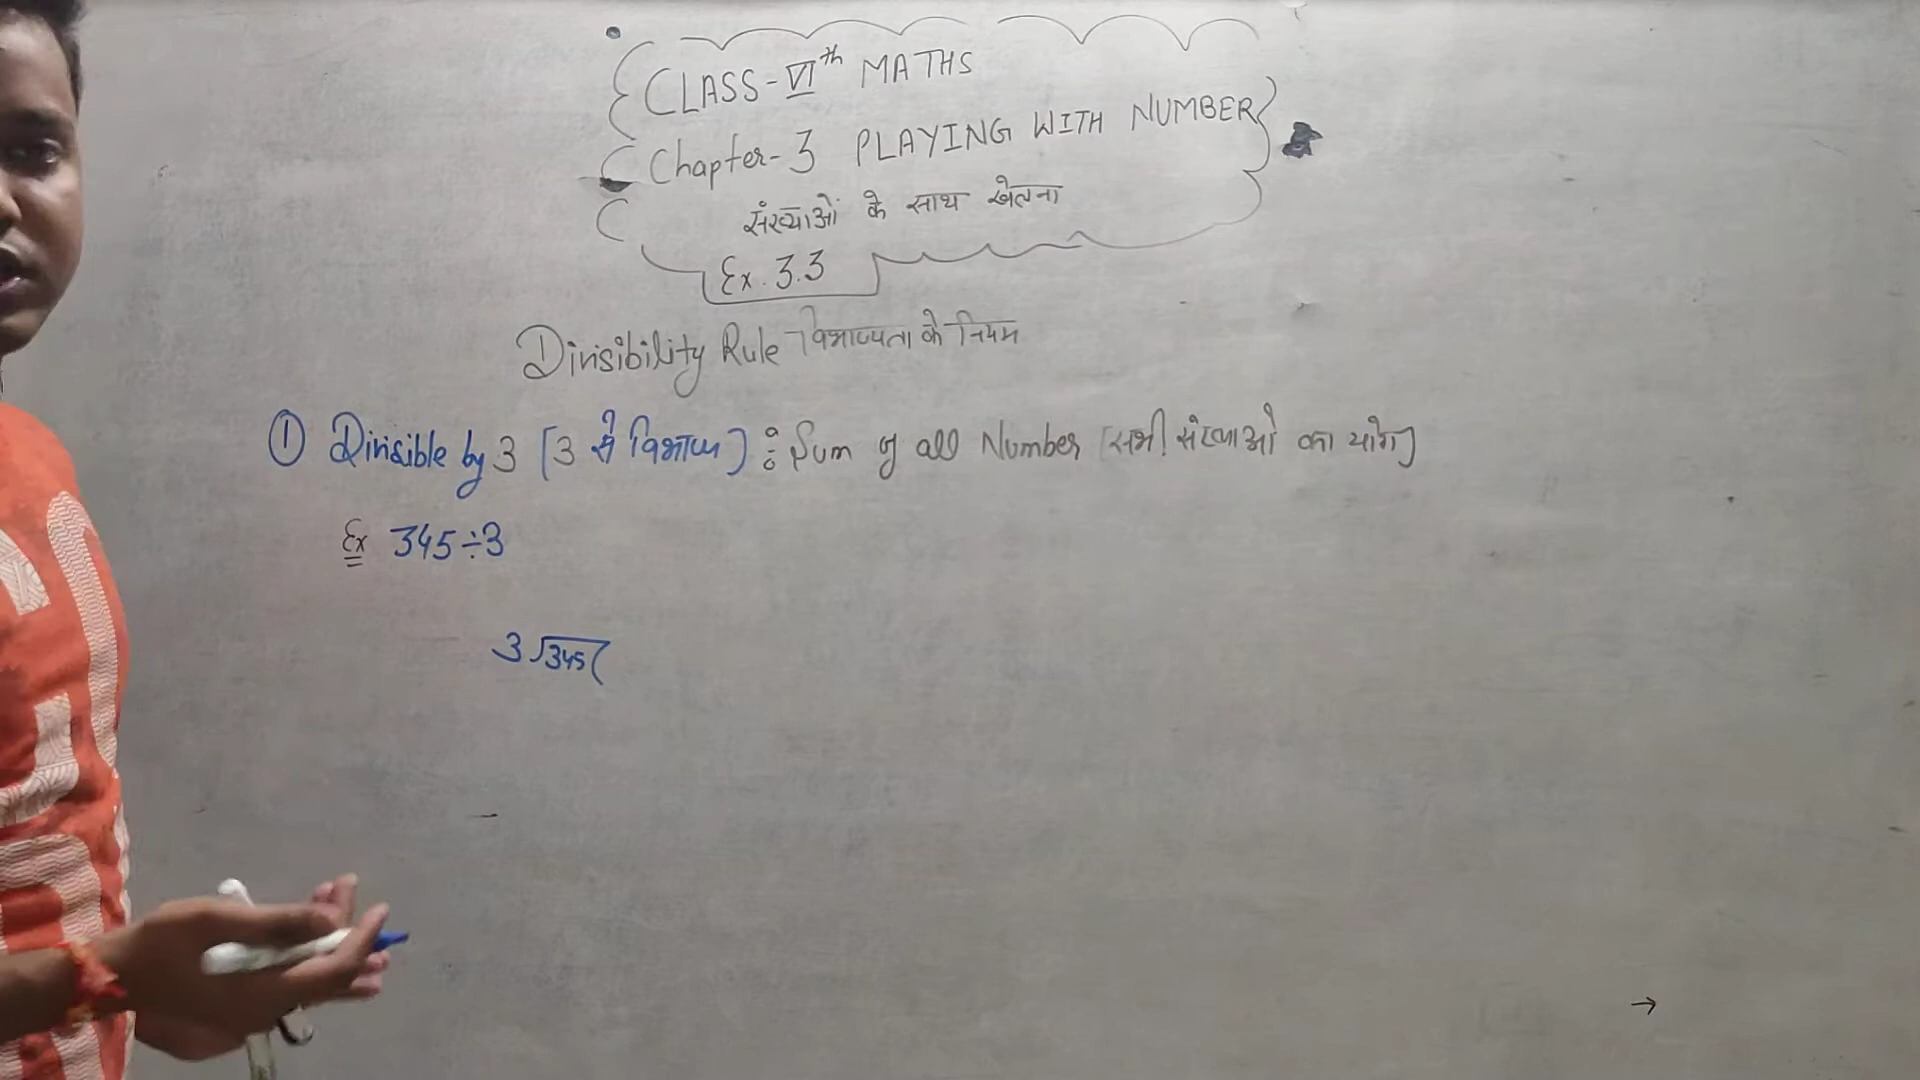 CLASS-VIth MATHS
Chapter-3 PLAYING WITH NUMBER
संख्याओं के साथ खेलना
Ex. 3.3
Divisibility Rule विभाज्यता के नियम
① Divisible by 3 [3 से विभाज्य] : Sum of all Number [सभी संख्याओ का योग]
Ex 345÷3
3√345(
→